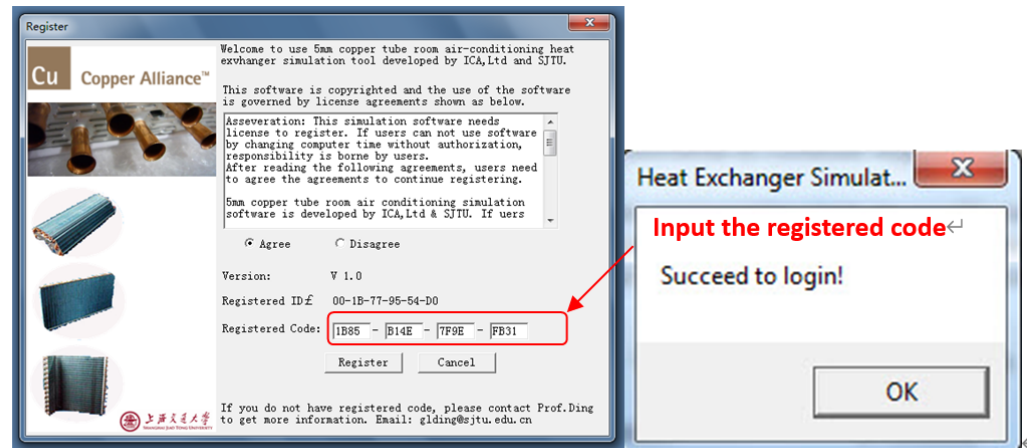 Register
Cu Copper Alliance™
Welcome to use 5mm copper tube room air-conditioning heat
exvhanger simulation tool developed by ICA,Ltd and SJTU.
This software is copyrighted and the use of the software
is governed by license agreements shown as below.
Asseveration: This simulation software needs
license to register. If users can not use software
by changing computer time without authorization,
responsibility is borne by users.
After reading the following agreements, users need
to agree the agreements to continue registering.
5mm copper tube room air conditioning simulation
software is developed by ICA,Ltd & SJTU. If uers
Agree Disagree
Version: V 1.0
Registered ID£ 00-1B-77-95-54-D0
Registered Code: 1B85 - B14E - 7F9E - FB31
Register Cancel
If you do not have registered code, please contact Prof.Ding
to get more information. Email: glding@sjtu.edu.cn
上海交通大学
Heat Exchanger Simulat...
Input the registered code
Succeed to login!
OK